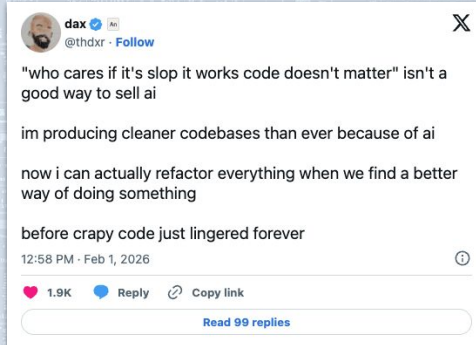 dax
@thdxr · Follow
"who cares if it's slop it works code doesn't matter" isn't a
good way to sell ai
im producing cleaner codebases than ever because of ai
now i can actually refactor everything when we find a better
way of doing something
before crapy code just lingered forever
12:58 PM · Feb 1, 2026
1.9K Reply Copy link
Read 99 replies